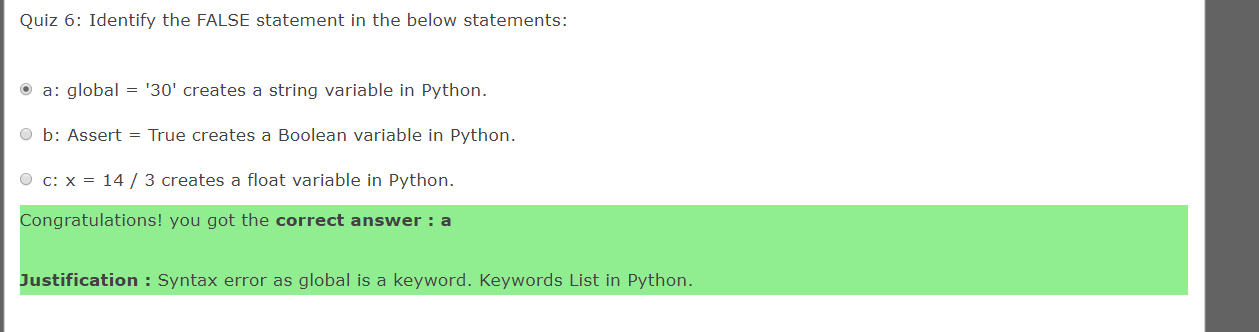 Quiz 6: Identify the FALSE statement in the below statements:
a: global = '30' creates a string variable in Python.
b: Assert = True creates a Boolean variable in Python.
c: x = 14 / 3 creates a float variable in Python.
Congratulations! you got the correct answer : a
Justification : Syntax error as global is a keyword. Keywords List in Python.